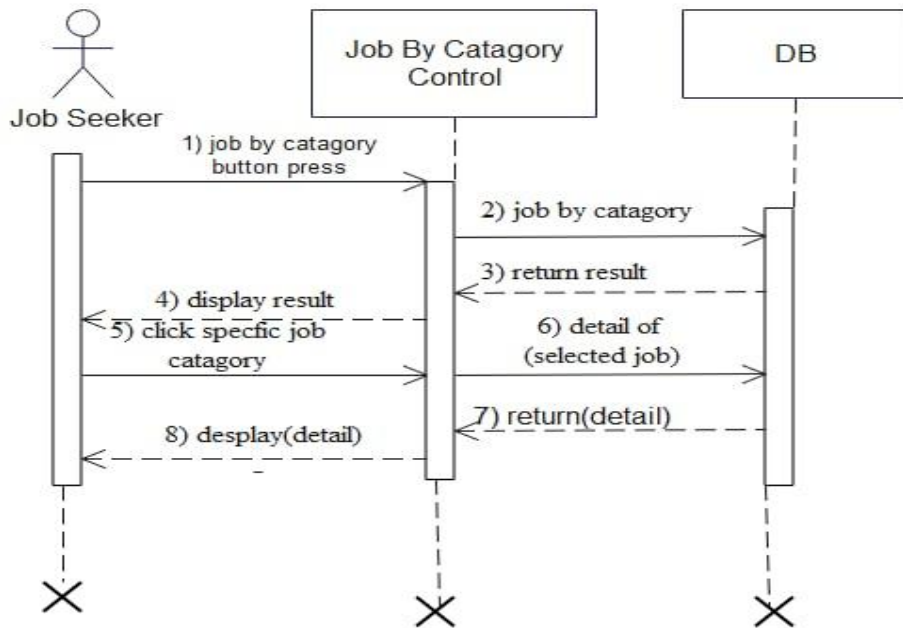 Job Seeker
Job By Catagory
Control
DB
1) job by catagory
button press
2) job by catagory
3) return result
4) display result
5) click specfic job
catagory
6) detail of
(selected job)
7) return(detail)
8) desplay(detail)